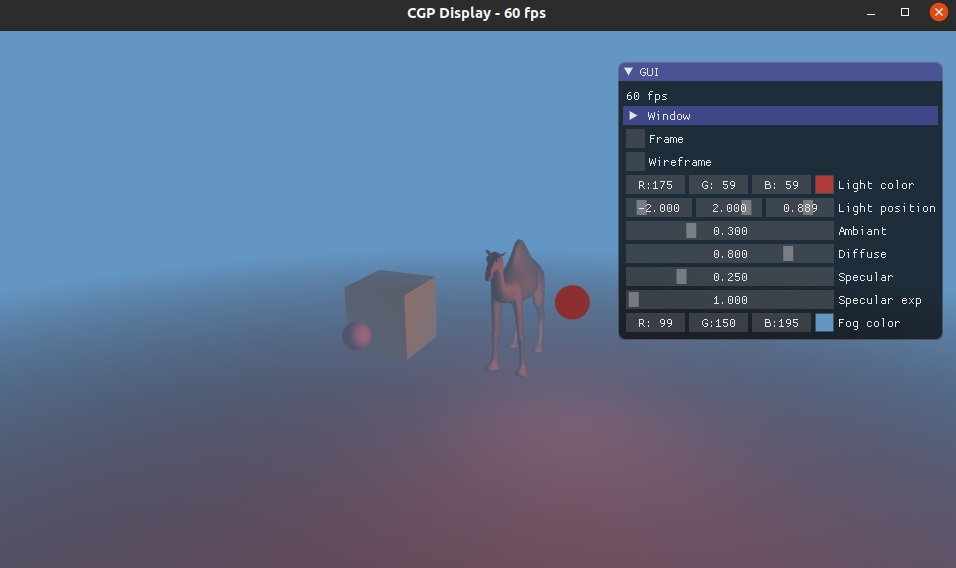 CGP Display - 60 fps
GUI
60 fps
Window
Frame
Wireframe
R:175 G: 59 B: 59 Light color
-2.000 2.000 0.889 Light position
0.300 Ambiant
0.800 Diffuse
0.250 Specular
1.000 Specular exp
R: 99 G:150 B:195 Fog color